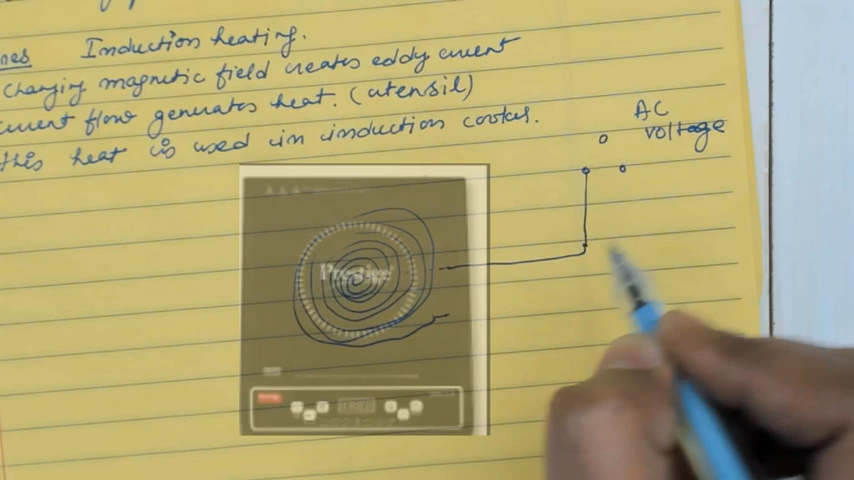 Induction heating.
Changing magnetic field creates eddy current
current flow generates heat. (utensil)
this heat is used in induction cooker.
AC
voltage
Prestige